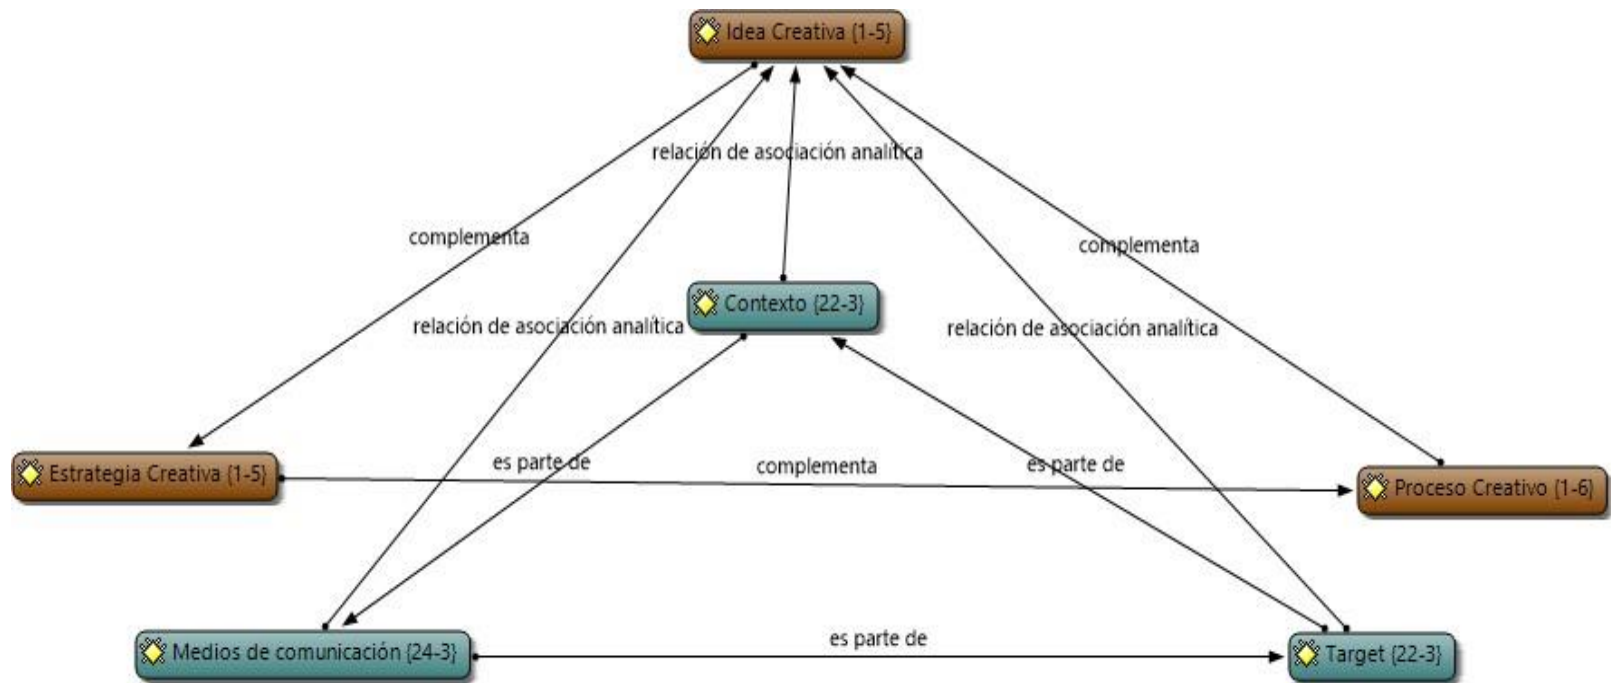 Idea Creativa {1-5}
relación de asociación analítica
complementa
complementa
Contexto {22-3}
relación de asociación analítica
relación de asociación analítica
es parte de
complementa
es parte de
Estrategia Creativa {1-5}
Proceso Creativo {1-6}
es parte de
Medios de comunicación {24-3}
Target {22-3}